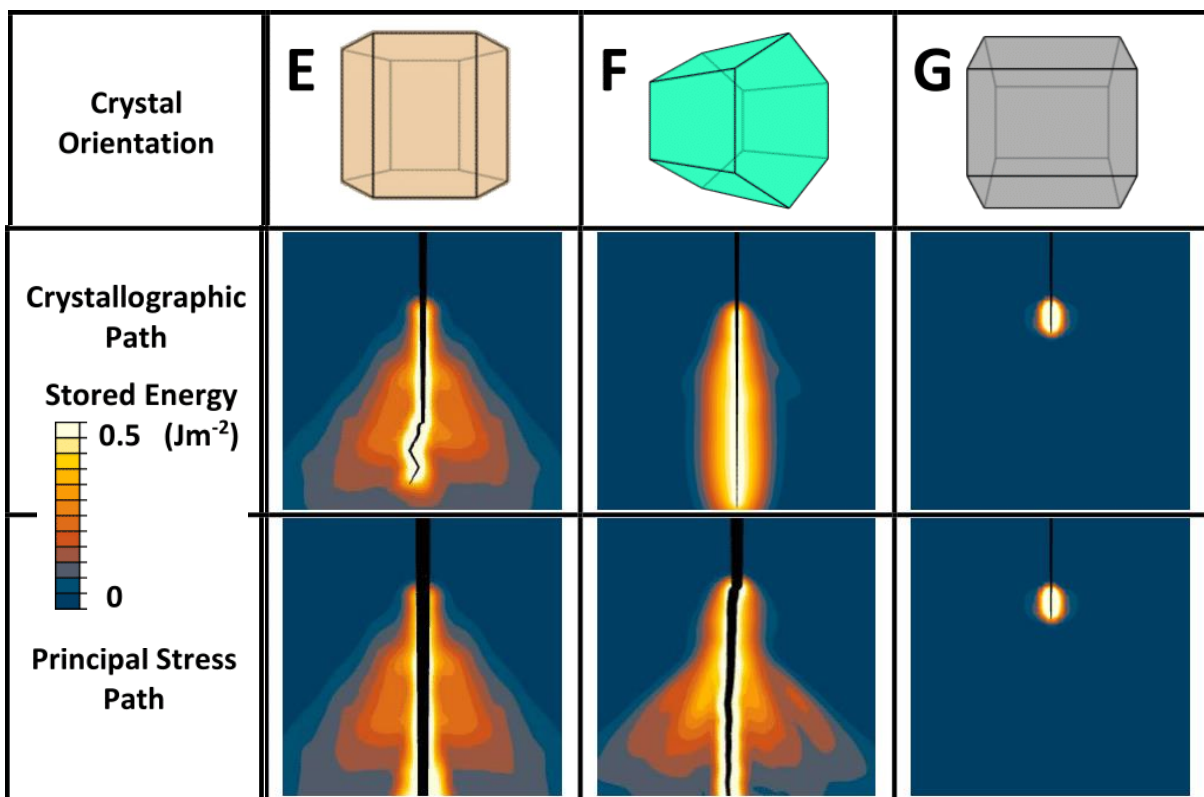 Crystal
Orientation
E
F
G
Crystallographic
Path
Stored Energy
0.5 (Jm⁻²)
0
Principal Stress
Path